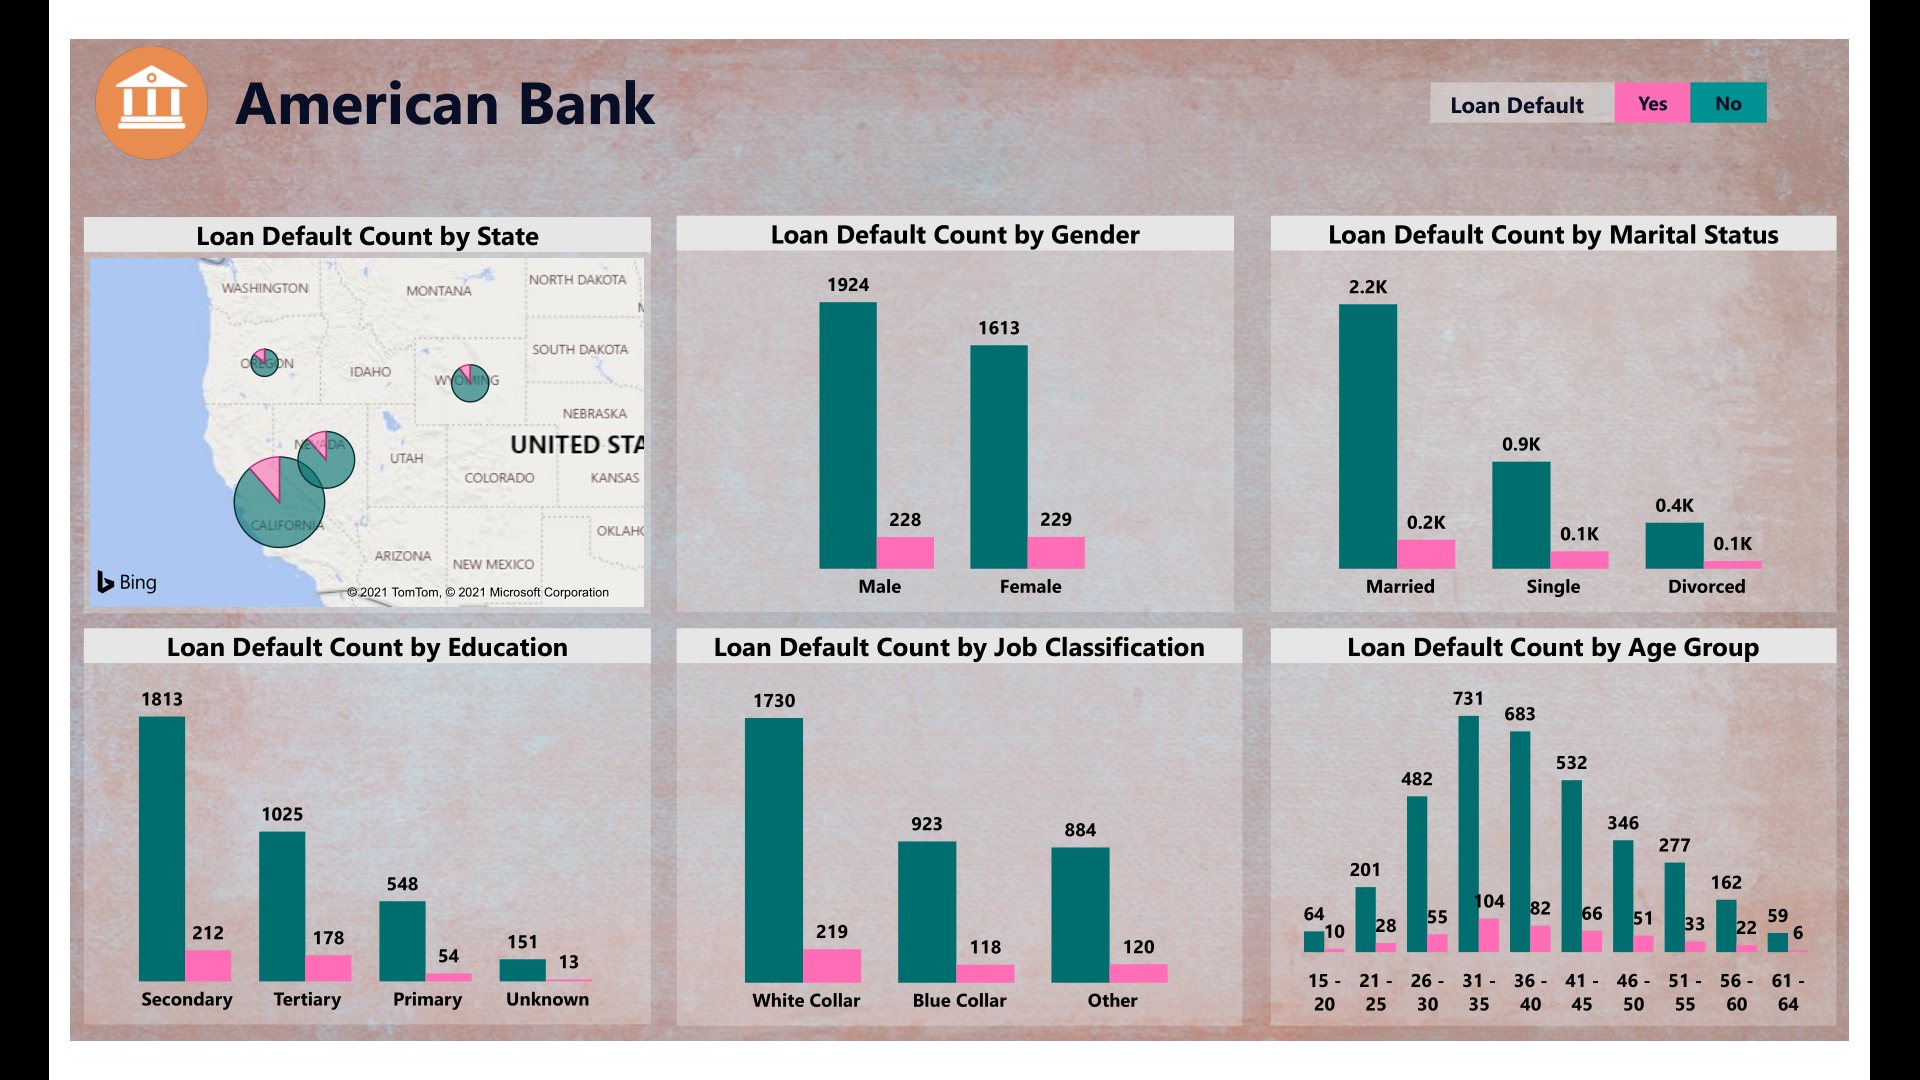 American Bank
Loan Default Yes No
Loan Default Count by State
WASHINGTON
MONTANA
NORTH DAKOTA
OREGON
IDAHO
WYOMING
SOUTH DAKOTA
NEBRASKA
NEVADA
UTAH
UNITED STA
COLORADO
KANSAS
CALIFORNIA
ARIZONA
NEW MEXICO
OKLAHO
Bing
© 2021 TomTom, © 2021 Microsoft Corporation
Loan Default Count by Gender
1924
1613
228
229
Male Female
Loan Default Count by Marital Status
2.2K
0.9K
0.4K
0.2K
0.1K
0.1K
Married Single Divorced
Loan Default Count by Education
1813
1025
548
151
212
178
54
13
Secondary Tertiary Primary Unknown
Loan Default Count by Job Classification
1730
923
884
219
118
120
White Collar Blue Collar Other
Loan Default Count by Age Group
731
683
532
482
346
277
201
162
64
59
10
28
55
104
82
66
51
33
22
6
15 - 21 - 26 - 31 - 36 - 41 - 46 - 51 - 56 - 61 -
20 25 30 35 40 45 50 55 60 64